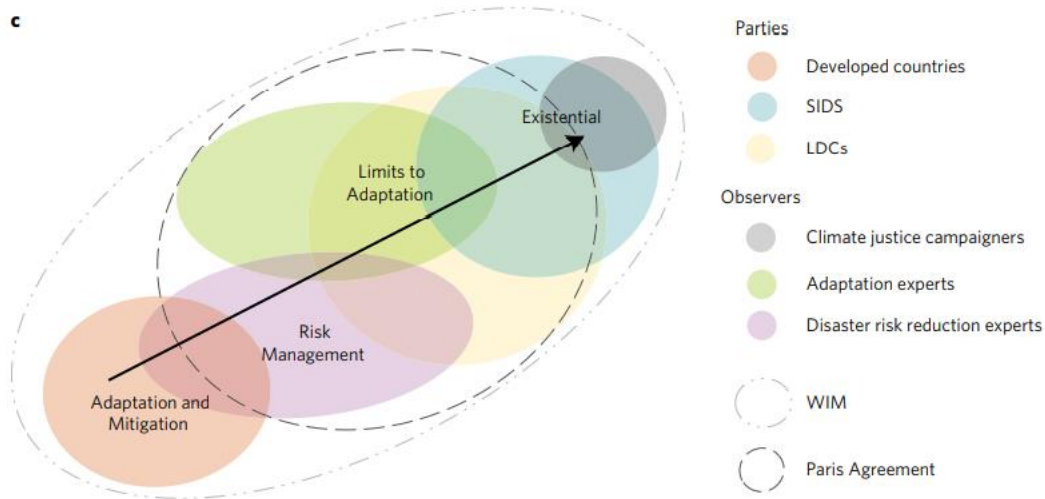 c
Existential
Limits to
Adaptation
Risk
Management
Adaptation and
Mitigation
Parties
Developed countries
SIDS
LDCs
Observers
Climate justice campaigners
Adaptation experts
Disaster risk reduction experts
WIM
Paris Agreement